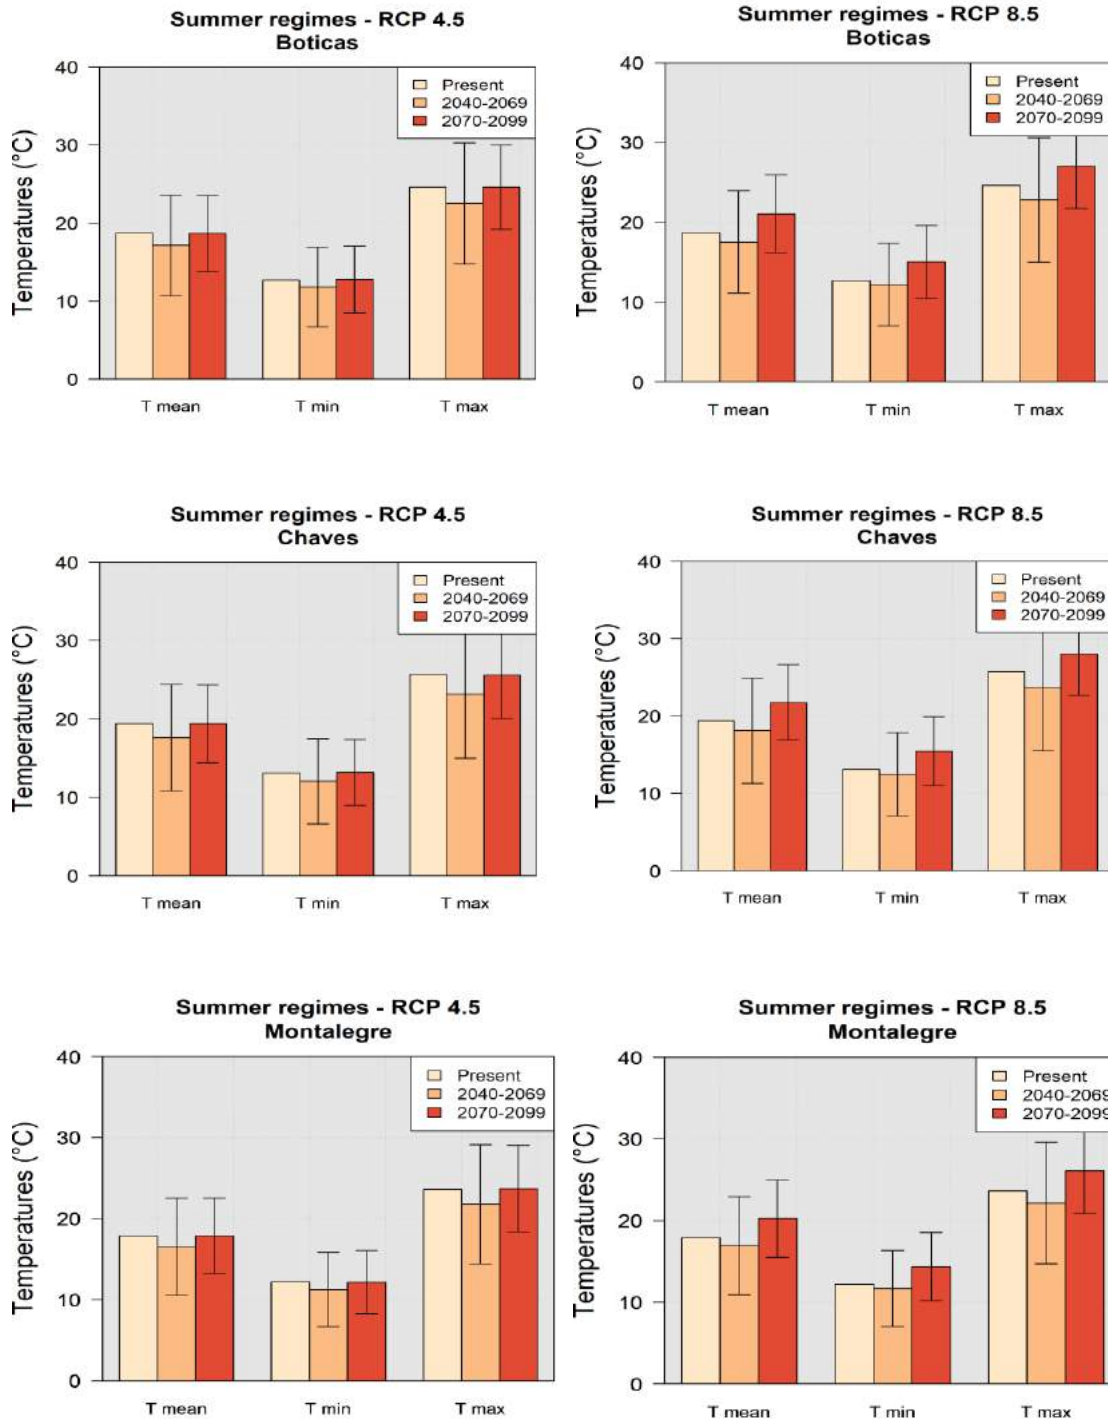 Summer regimes - RCP 4.5
Boticas
40
30
20
10
0
Temperatures (°C)
Present
2040-2069
2070-2099
T mean
T min
T max
Summer regimes - RCP 8.5
Boticas
40
30
20
10
0
Temperatures (°C)
Present
2040-2069
2070-2099
T mean
T min
T max
Summer regimes - RCP 4.5
Chaves
40
30
20
10
0
Temperatures (°C)
Present
2040-2069
2070-2099
T mean
T min
T max
Summer regimes - RCP 8.5
Chaves
40
30
20
10
0
Temperatures (°C)
Present
2040-2069
2070-2099
T mean
T min
T max
Summer regimes - RCP 4.5
Montalegre
40
30
20
10
0
Temperatures (°C)
Present
2040-2069
2070-2099
T mean
T min
T max
Summer regimes - RCP 8.5
Montalegre
40
30
20
10
0
Temperatures (°C)
Present
2040-2069
2070-2099
T mean
T min
T max